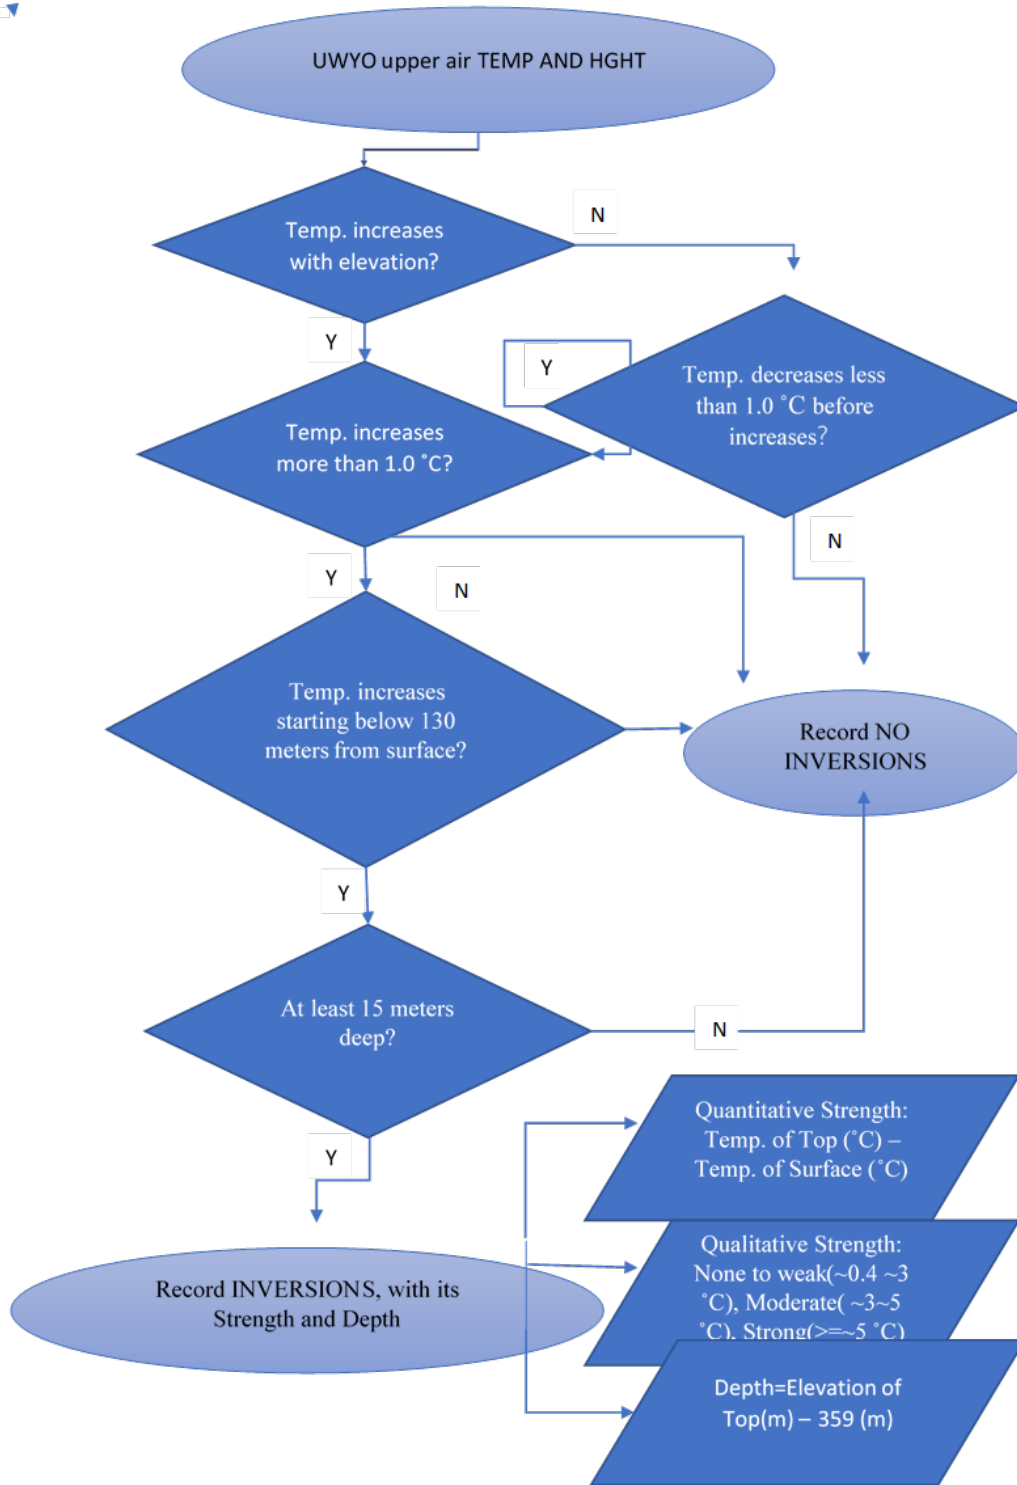 UWYO upper air TEMP AND HGHT
N
Temp. increases
with elevation?
Y
Y
Temp. decreases less
than 1.0 ˚C before
increases?
Temp. increases
more than 1.0 ˚C?
N
Y
N
Temp. increases
starting below 130
meters from surface?
Record NO
INVERSIONS
Y
At least 15 meters
deep?
N
Y
Quantitative Strength:
Temp. of Top (˚C) –
Temp. of Surface (˚C)
Qualitative Strength:
None to weak(~0.4 ~3
˚C), Moderate( ~3~5
˚C), Strong(>=~5 ˚C)
Record INVERSIONS, with its
Strength and Depth
Depth=Elevation of
Top(m) – 359 (m)